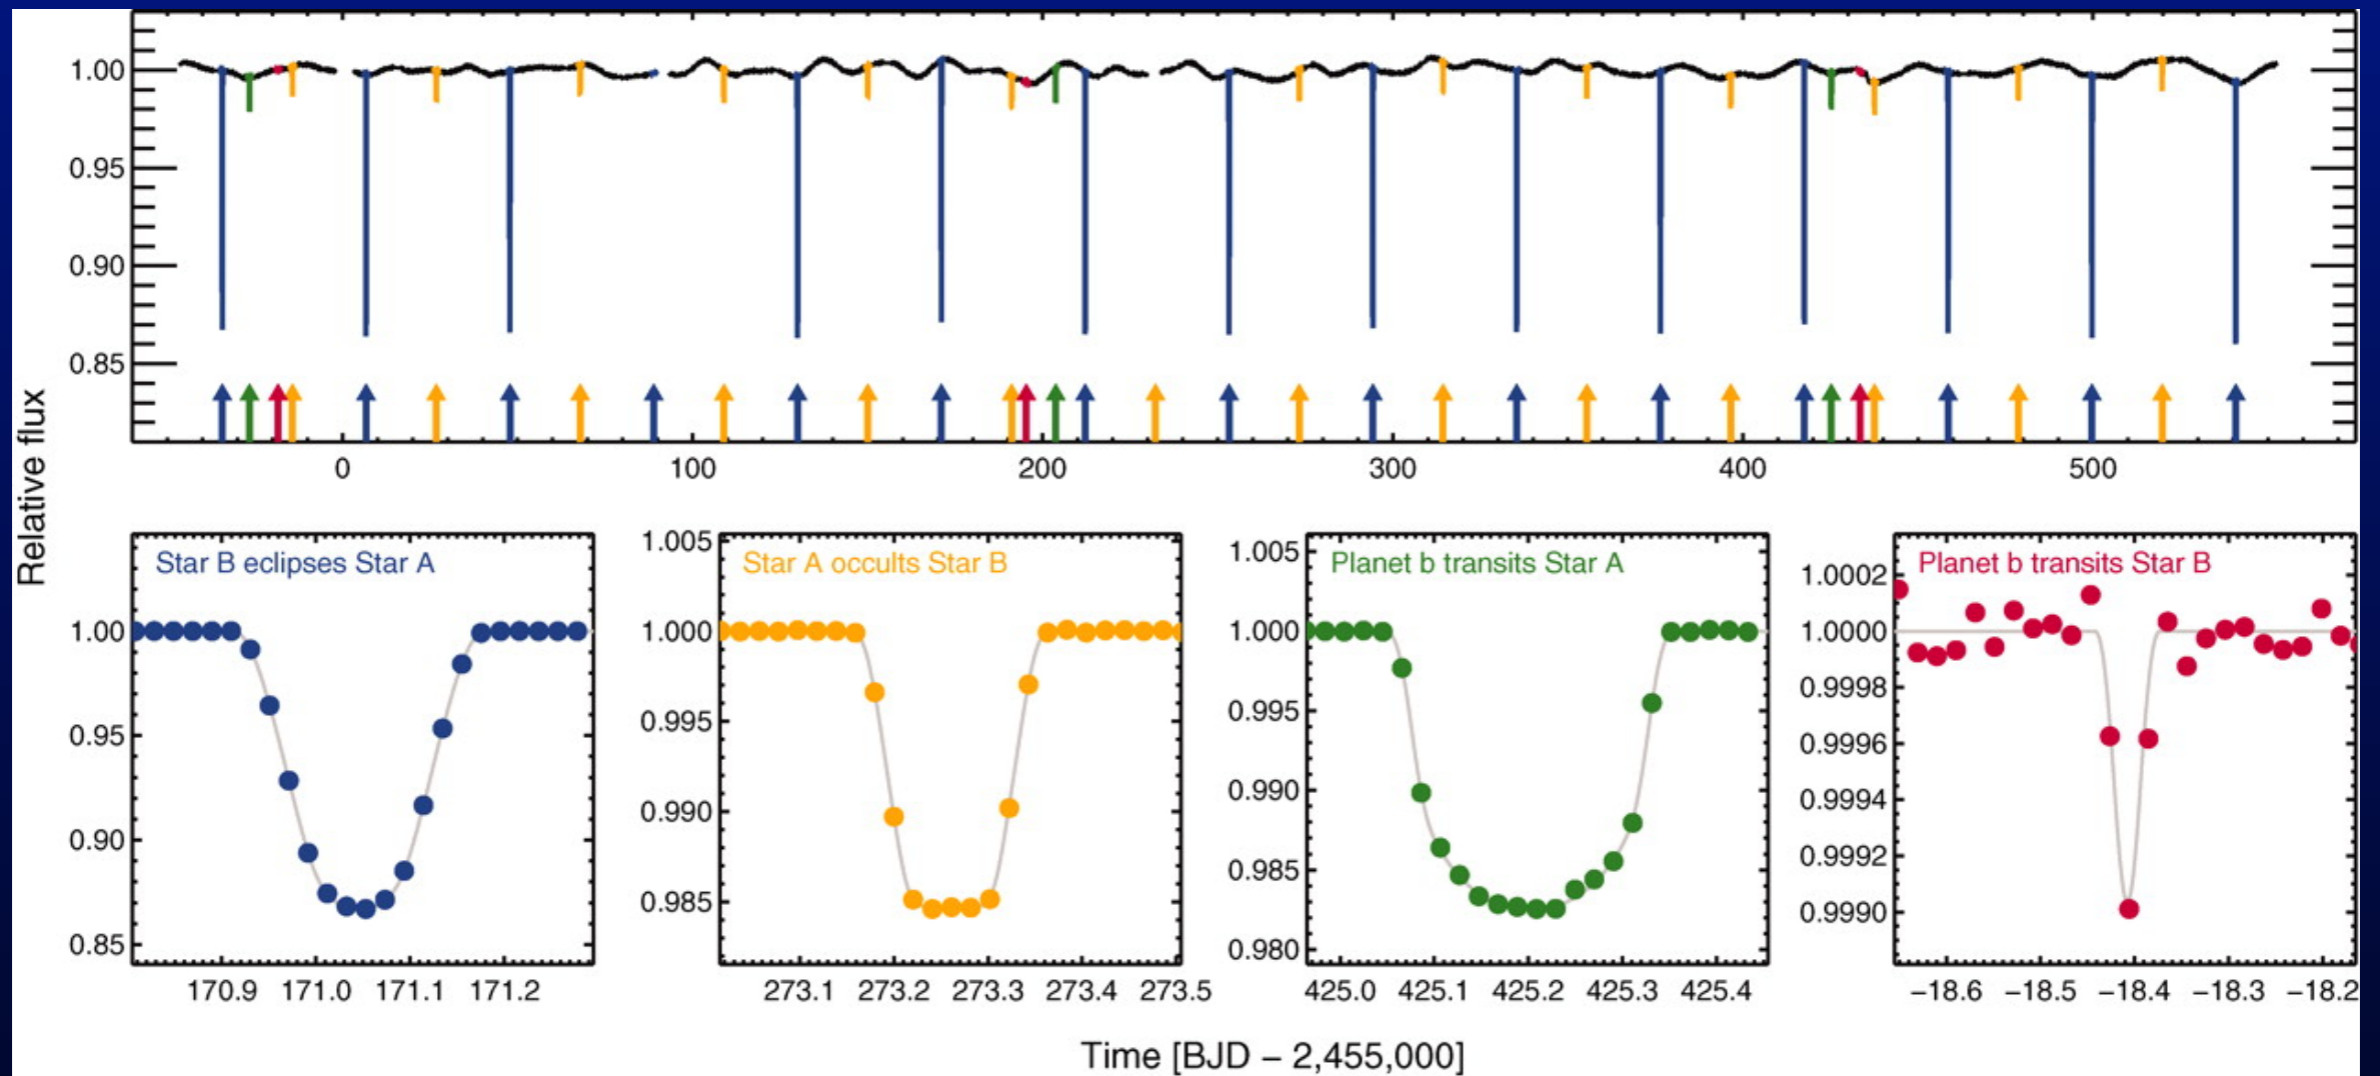 Relative flux
1.00
0.95
0.90
0.85
0 100 200 300 400 500
Star B eclipses Star A
1.00
0.95
0.90
0.85
170.9 171.0 171.1 171.2
Star A occults Star B
1.005
1.000
0.995
0.990
0.985
273.1 273.2 273.3 273.4 273.5
Planet b transits Star A
1.005
1.000
0.995
0.990
0.985
0.980
425.0 425.1 425.2 425.3 425.4
Planet b transits Star B
1.0002
1.0000
0.9998
0.9996
0.9994
0.9992
0.9990
−18.6 −18.5 −18.4 −18.3 −18.2
Time [BJD − 2,455,000]